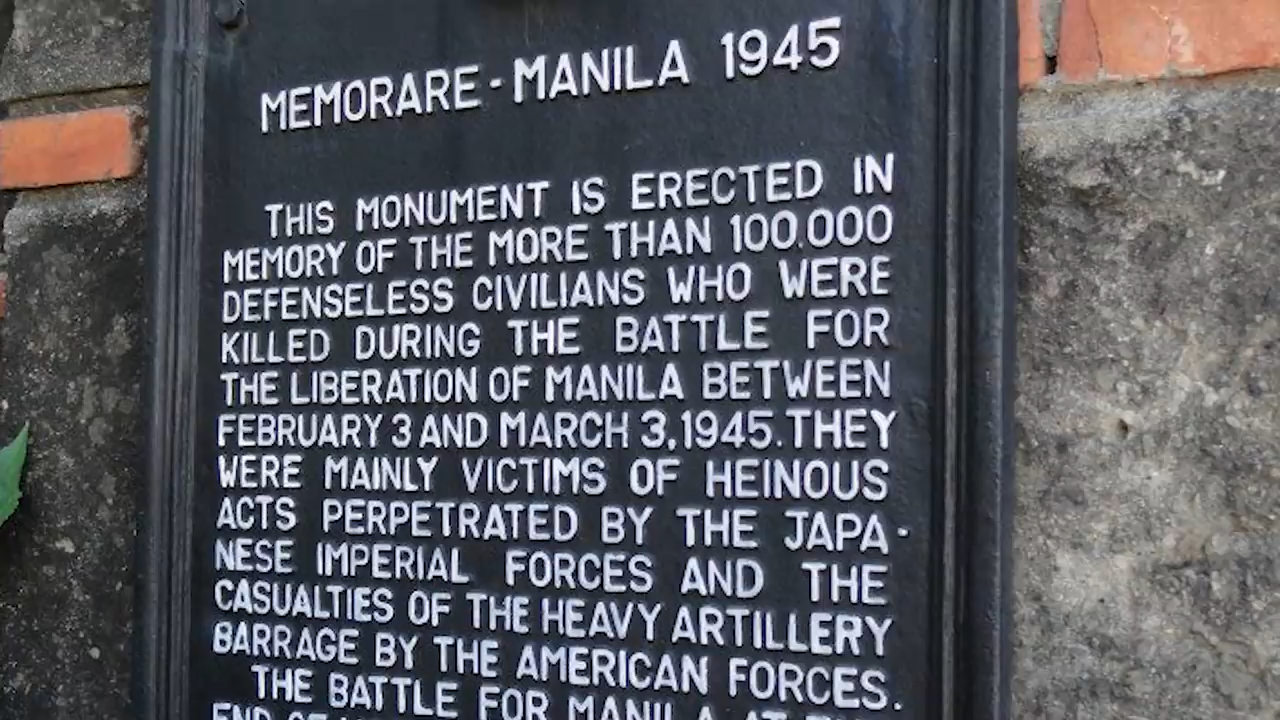 MEMORARE - MANILA 1945
THIS MONUMENT IS ERECTED IN
MEMORY OF THE MORE THAN 100.000
DEFENSELESS CIVILIANS WHO WERE
KILLED DURING THE BATTLE FOR
THE LIBERATION OF MANILA BETWEEN
FEBRUARY 3 AND MARCH 3, 1945. THEY
WERE MAINLY VICTIMS OF HEINOUS
ACTS PERPETRATED BY THE JAPA-
NESE IMPERIAL FORCES AND THE
CASUALTIES OF THE HEAVY ARTILLERY
BARRAGE BY THE AMERICAN FORCES.
THE BATTLE FOR MANILA AT